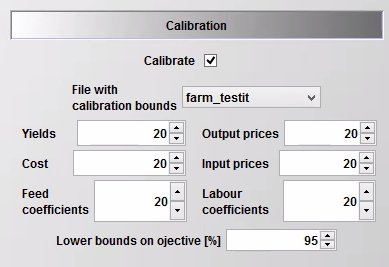 Calibration
Calibrate
File with
calibration bounds
farm_testit
Yields 20 Output prices 20
Cost 20 Input prices 20
Feed
coefficients 20 Labour
coefficients 20
Lower bounds on ojective [%] 95